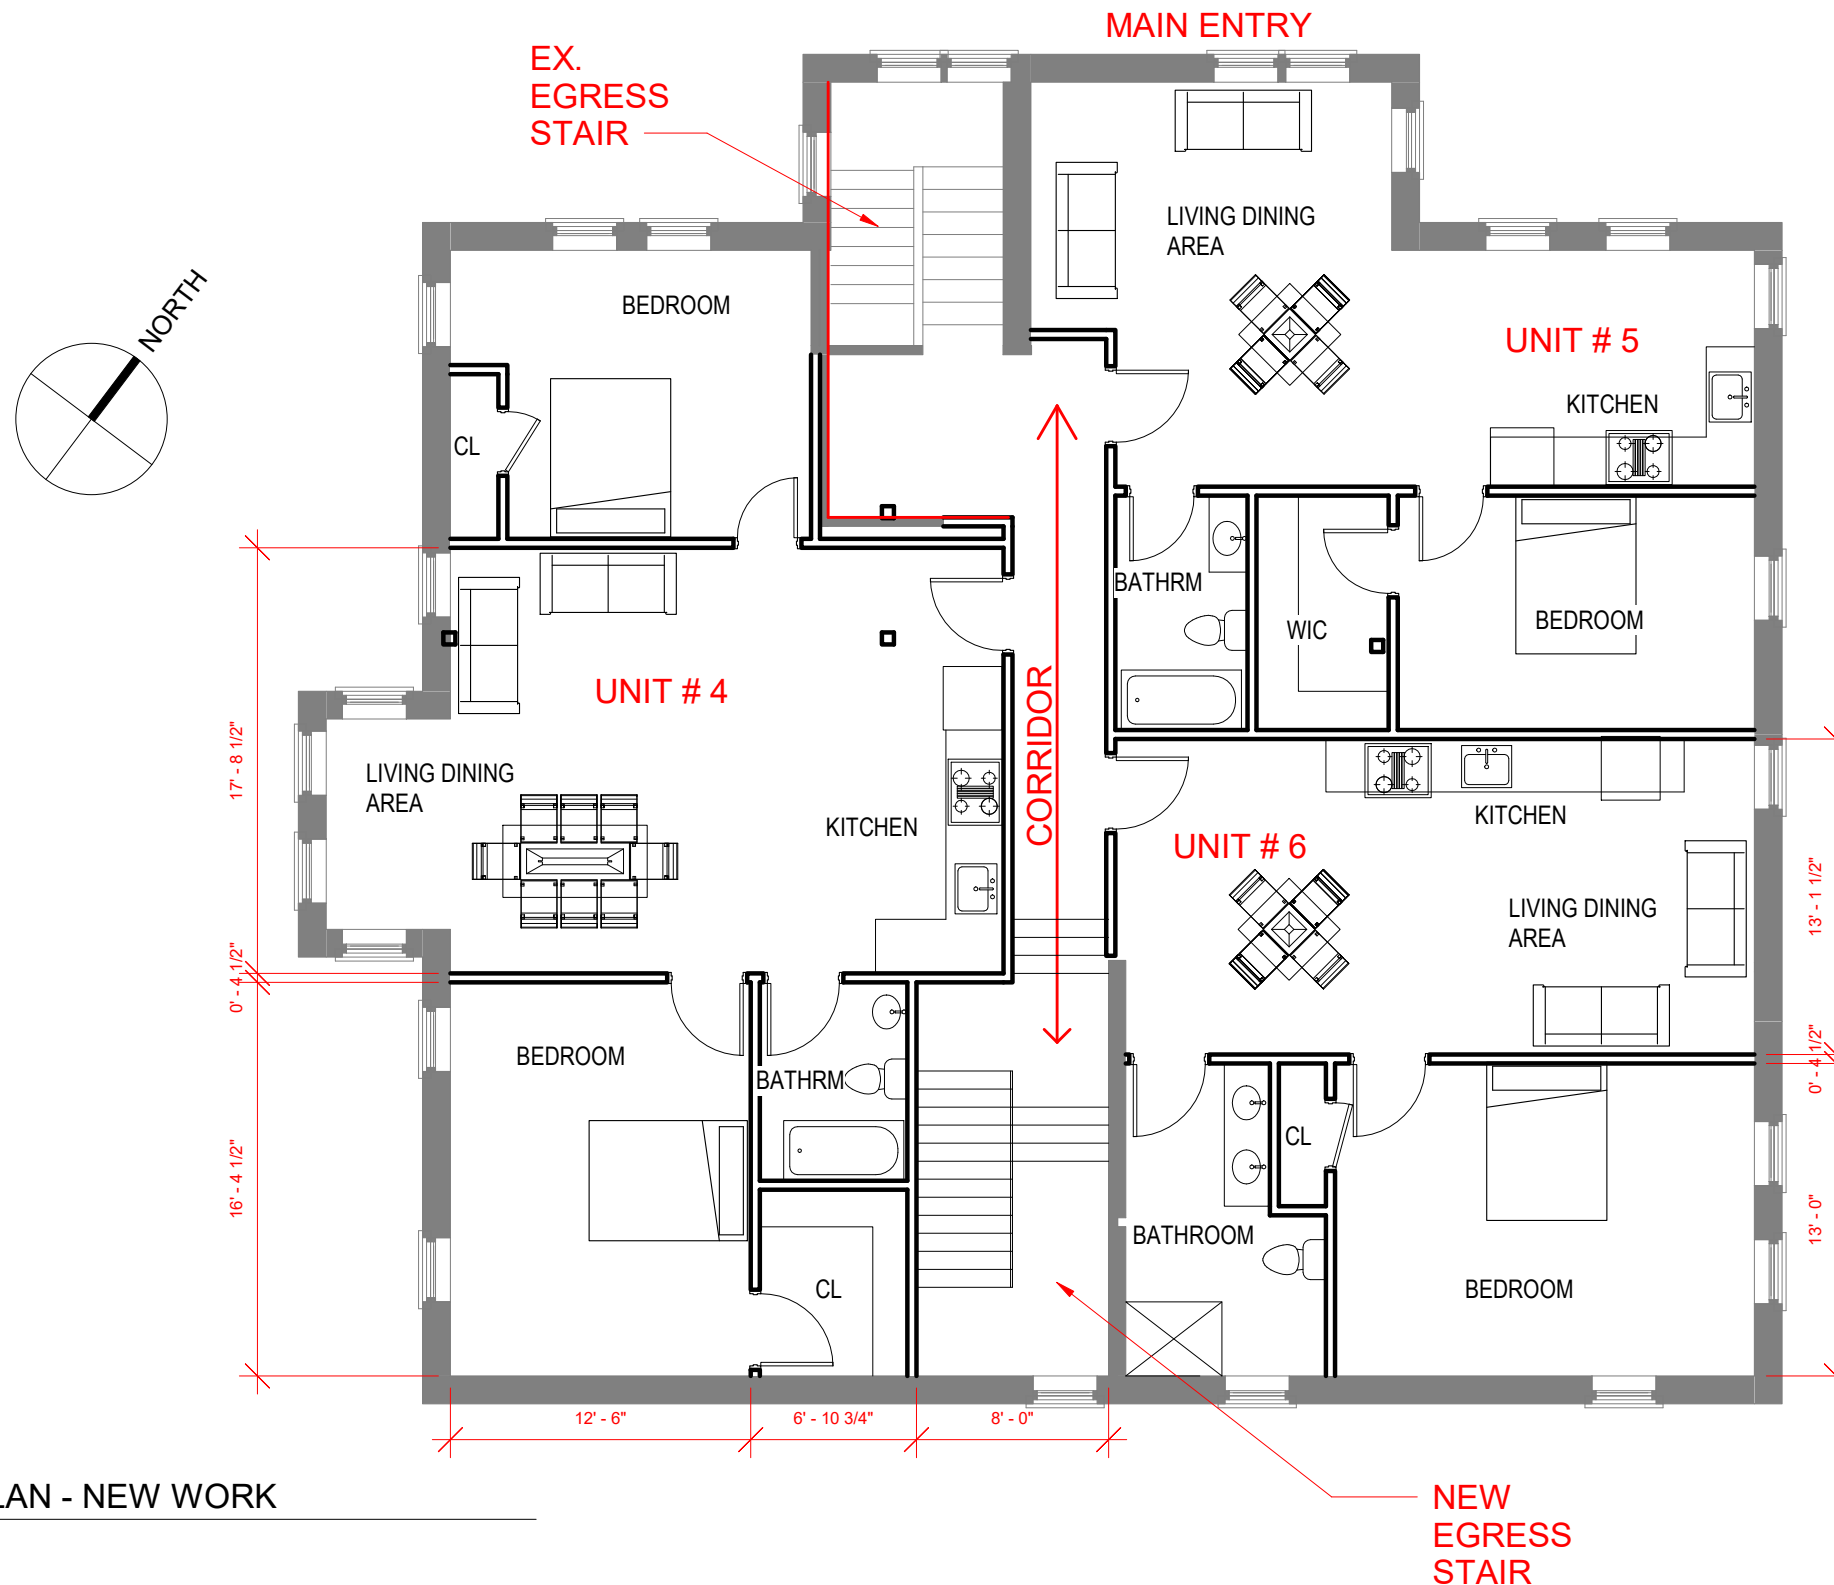 MAIN ENTRY
EX.
EGRESS
STAIR
NORTH
LIVING DINING
AREA
BEDROOM
UNIT # 5
KITCHEN
CL
BATHRM
WIC
BEDROOM
UNIT # 4
CORRIDOR
17' - 8 1/2"
LIVING DINING
AREA
KITCHEN
KITCHEN
UNIT # 6
LIVING DINING
AREA
13' - 1 1/2"
0' - 4 1/2"
BEDROOM
BATHRM
0' - 4 1/2"
CL
16' - 4 1/2"
BATHROOM
13' - 0"
CL
BEDROOM
12' - 6"
6' - 10 3/4"
8' - 0"
LAN - NEW WORK
NEW
EGRESS
STAIR